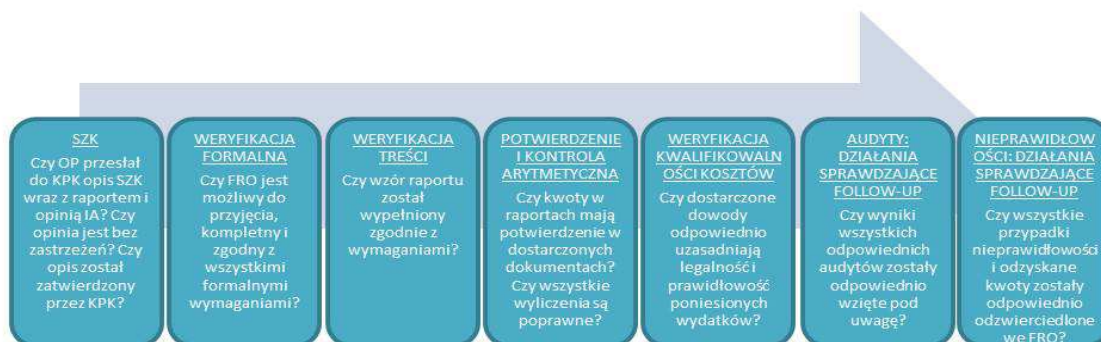 SZK
Czy OP przesłał
do KPK opis SZK
wraz z raportem i
opinią IA? Czy
opinia jest bez
zastrzeżeń? Czy
opis został
zatwierdzony
przez KPK?
WERYFIKACJA
FORMALNA
Czy FRO jest
możliwy do
przyjęcia,
kompletny i
zgodny z
wszystkimi
formalnymi
wymaganiami?
WERYFIKACJA
TREŚCI
Czy wzór raportu
został
wypełniony
zgodnie z
wymaganiami?
POTWIERDZENIE
I KONTROLA
ARYTMETYCZNA
Czy kwoty w
raportach mają
potwierdzenie w
dostarczonych
dokumentach?
Czy wszystkie
wyliczenia są
poprawne?
WERYFIKACJA
KWALIFIKOWALN
OŚCI KOSZTÓW
Czy dostarczone
dowody
odpowiednio
uzasadniają
legalność i
prawidłowość
poniesionych
wydatków?
AUDYTY:
DZIAŁANIA
SPRAWDZAJĄCE
FOLLOW-UP
Czy wyniki
wszystkich
odpowiednich
audytów zostały
odpowiednio
wzięte pod
uwagę?
NIEPRAWIDŁOW
OŚCI: DZIAŁANIA
SPRAWDZAJĄCE
FOLLOW-UP
Czy wszystkie
przypadki
nieprawidłowości
i odzyskane
kwoty zostały
odpowiednio
odzwierciedlone
we FRO?